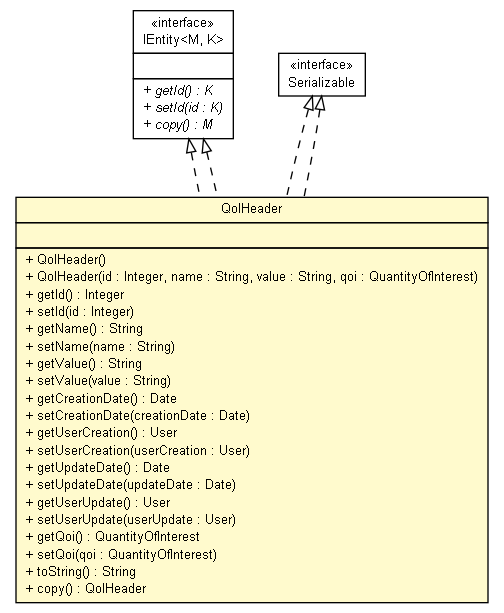 «interface»
IEntity<M, K>
+ getId() : K
+ setId(id : K)
+ copy() : M
«interface»
Serializable
QoIHeader
+ QoIHeader()
+ QoIHeader(id : Integer, name : String, value : String, qoi : QuantityOfInterest)
+ getId() : Integer
+ setId(id : Integer)
+ getName() : String
+ setName(name : String)
+ getValue() : String
+ setValue(value : String)
+ getCreationDate() : Date
+ setCreationDate(creationDate : Date)
+ getUserCreation() : User
+ setUserCreation(userCreation : User)
+ getUpdateDate() : Date
+ setUpdateDate(updateDate : Date)
+ getUserUpdate() : User
+ setUserUpdate(userUpdate : User)
+ getQoi() : QuantityOfInterest
+ setQoi(qoi : QuantityOfInterest)
+ toString() : String
+ copy() : QoIHeader